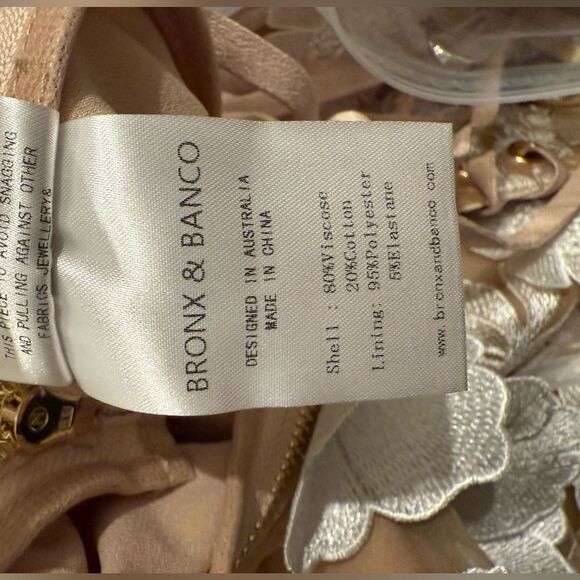 THIS PIECE TO AVOID SNAGGING
AND PULLING AGAINST OTHER
FABRICS JEWELLERY&
BRONX & BANCO
DESIGNED IN AUSTRALIA
MADE IN CHINA
Shell : 80%Viscose
20%Cotton
Lining: 95%Polyester
5%Elastane
www.bronxandbanco.com